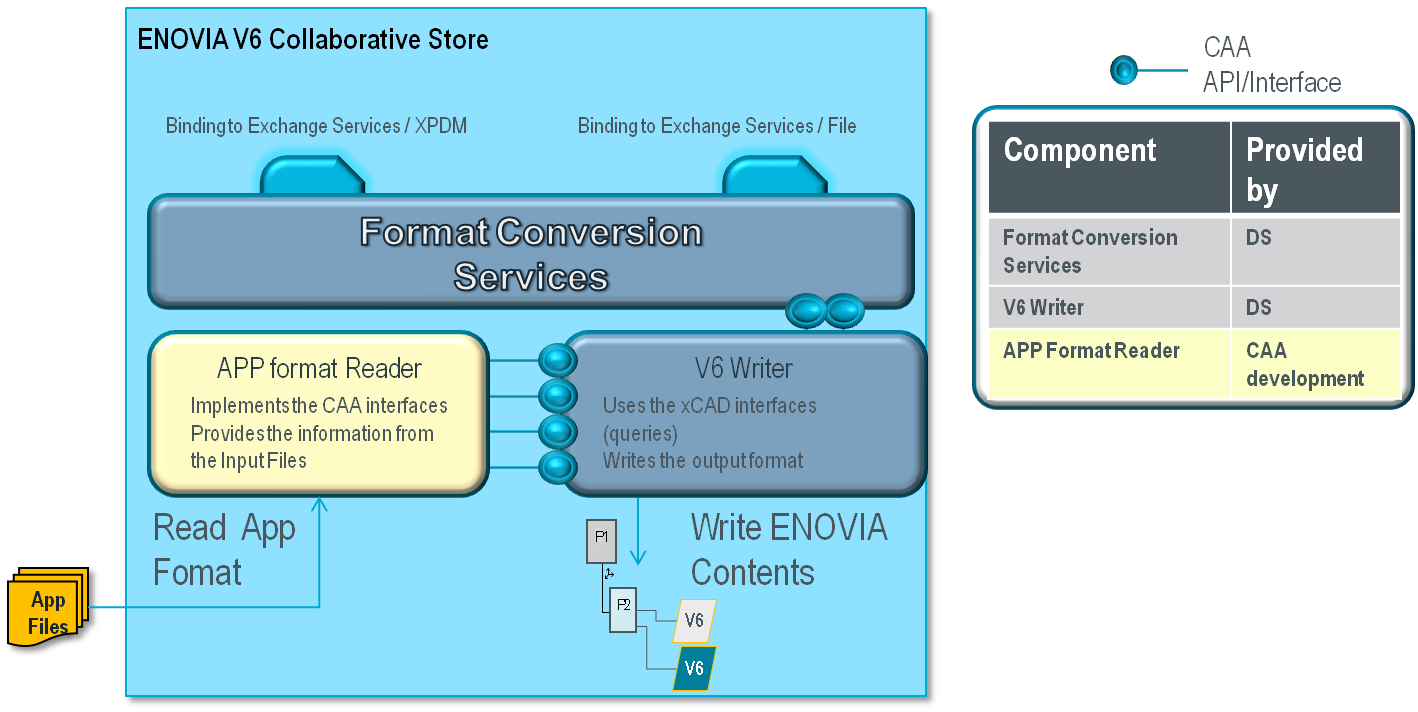 ENOVIA V6 Collaborative Store
Binding to Exchange Services / XPDM
Binding to Exchange Services / File
Format Conversion
Services
APP format Reader
Implements the CAA interfaces
Provides the information from
the Input Files
V6 Writer
Uses the xCAD interfaces
(queries)
Writes the output format
Read App
Fomat
Write ENOVIA
Contents
App
Files
P1
P2
V6
V6
CAA
API/Interface
Component
Provided
by
Format Conversion
Services
DS
V6 Writer
DS
APP Format Reader
CAA
development